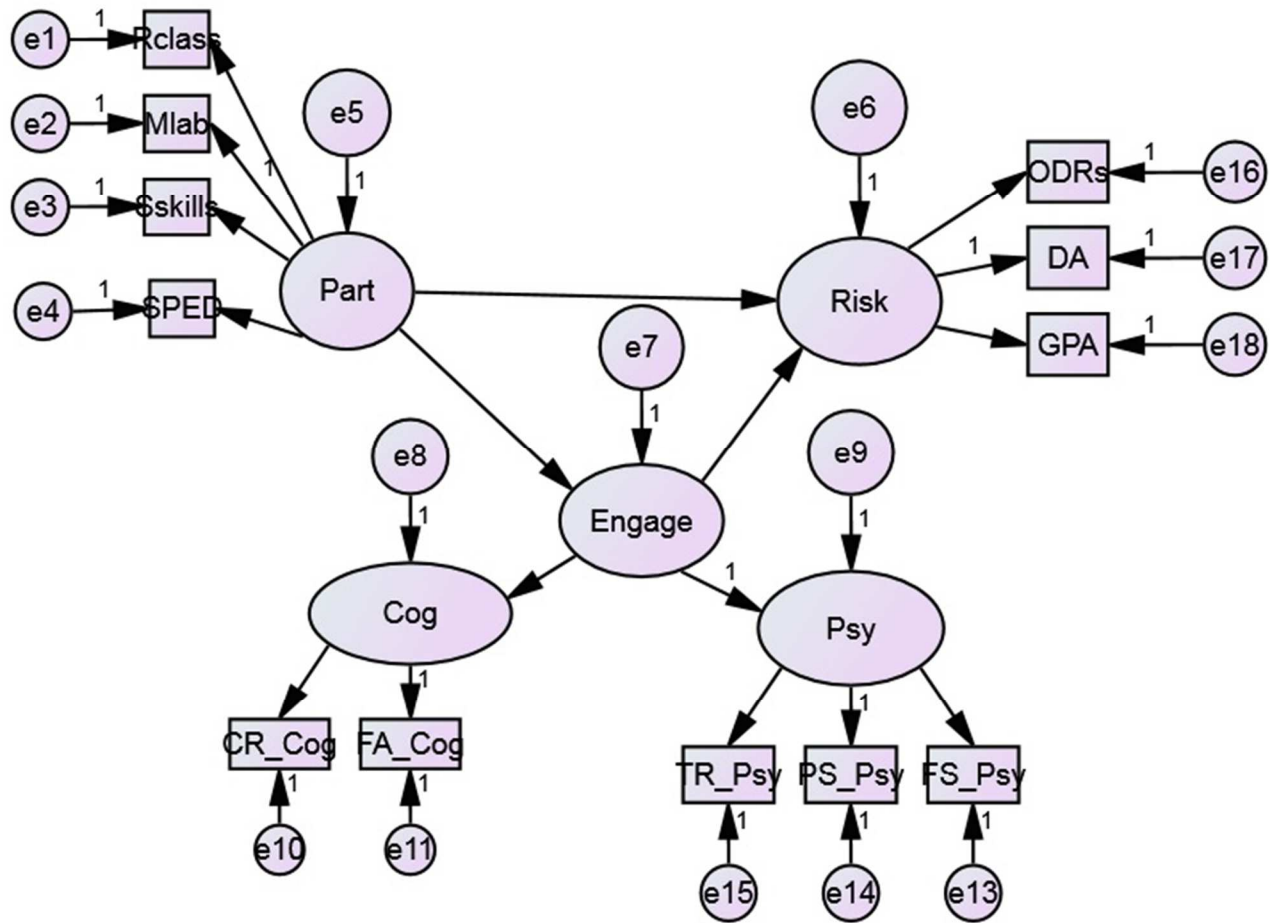 e1
1
Rclass
e2
1
Mlab
e3
1
Sskills
e4
1
SPED
1
e5
1
Part
e6
1
Risk
ODRs
1
e16
1
DA
1
e17
GPA
1
e18
e7
1
Engage
e8
1
Cog
1
e9
1
Psy
CR_Cog
1
FA_Cog
1
1
e10
e11
TR_Psy
1
PS_Psy
FS_Psy
1
1
1
e15
e14
e13